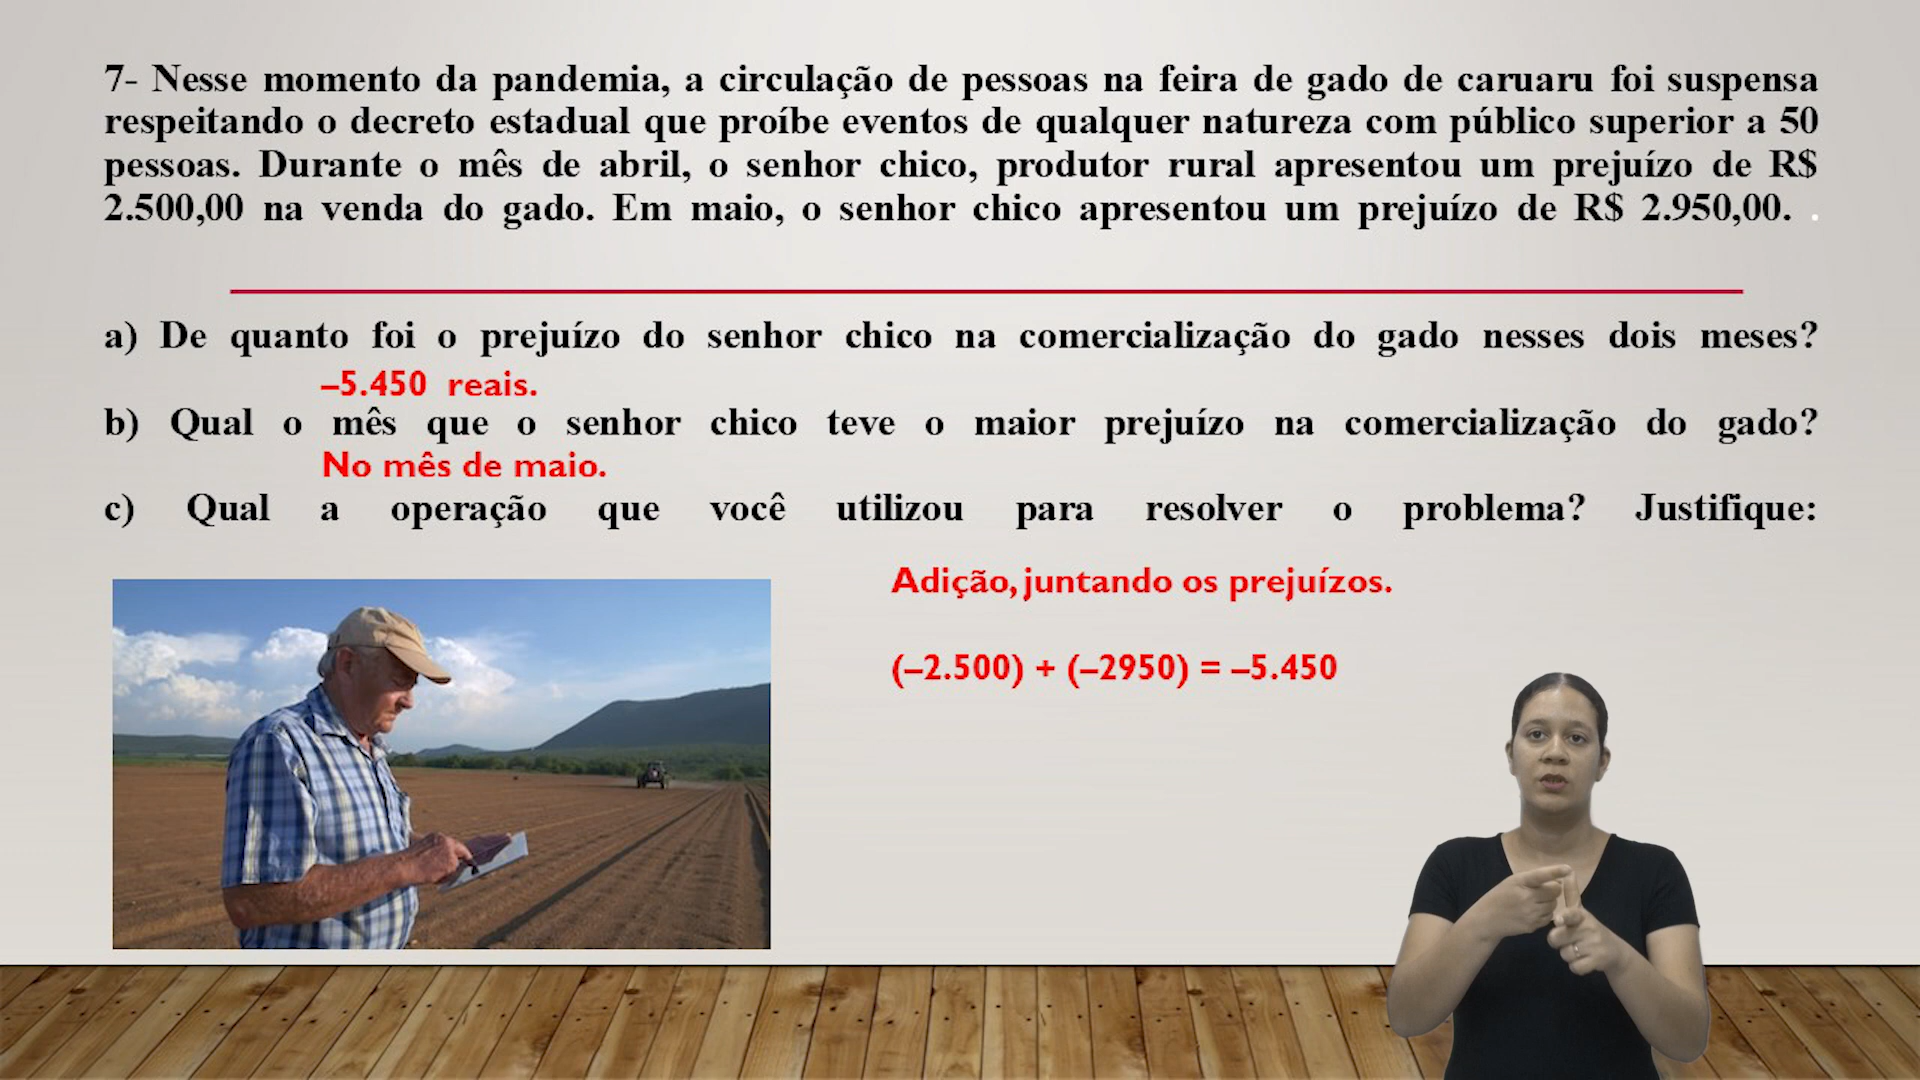 7- Nesse momento da pandemia, a circulação de pessoas na feira de gado de caruaru foi suspensa
respeitando o decreto estadual que proíbe eventos de qualquer natureza com público superior a 50
pessoas. Durante o mês de abril, o senhor chico, produtor rural apresentou um prejuízo de R$
2.500,00 na venda do gado. Em maio, o senhor chico apresentou um prejuízo de R$ 2.950,00. .
a) De quanto foi o prejuízo do senhor chico na comercialização do gado nesses dois meses?
–5.450 reais.
b) Qual o mês que o senhor chico teve o maior prejuízo na comercialização do gado?
No mês de maio.
c) Qual a operação que você utilizou para resolver o problema? Justifique:
Adição, juntando os prejuízos.
(–2.500) + (–2950) = –5.450